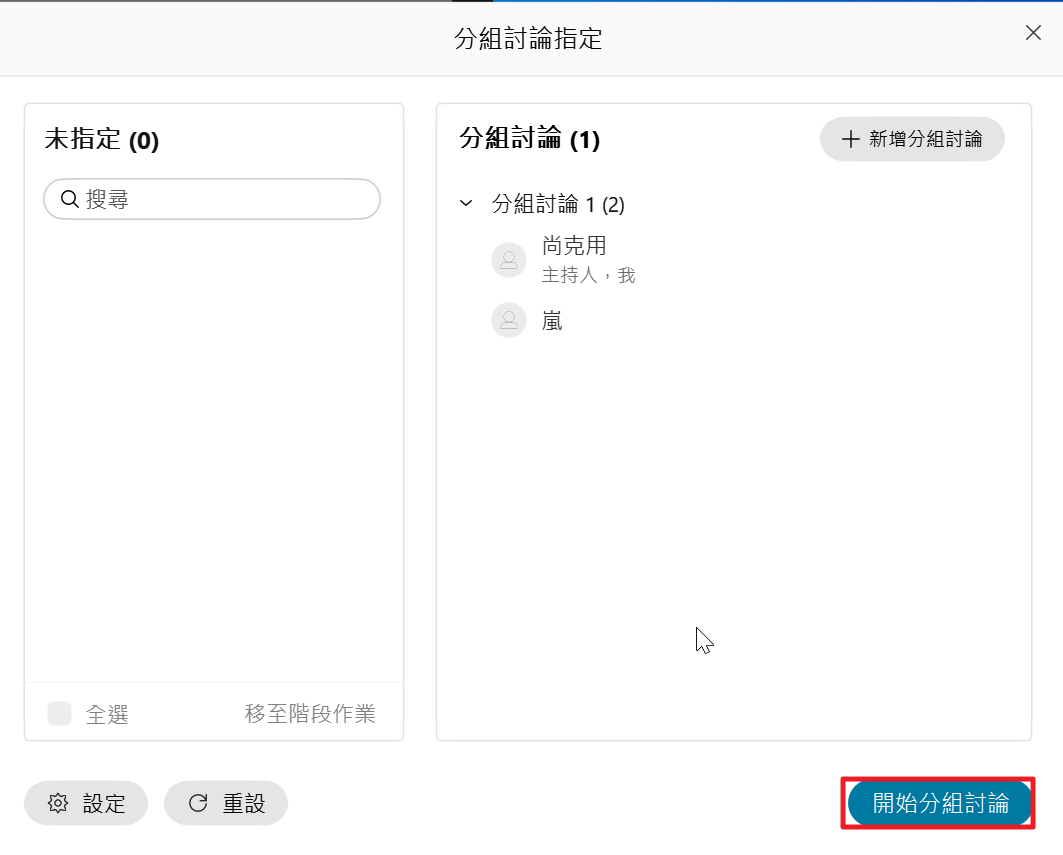 分組討論指定
未指定 (0)
搜尋
全選
移至階段作業
分組討論 (1)
新增分組討論
分組討論 1 (2)
尚克用
主持人，我
嵐
設定
重設
開始分組討論